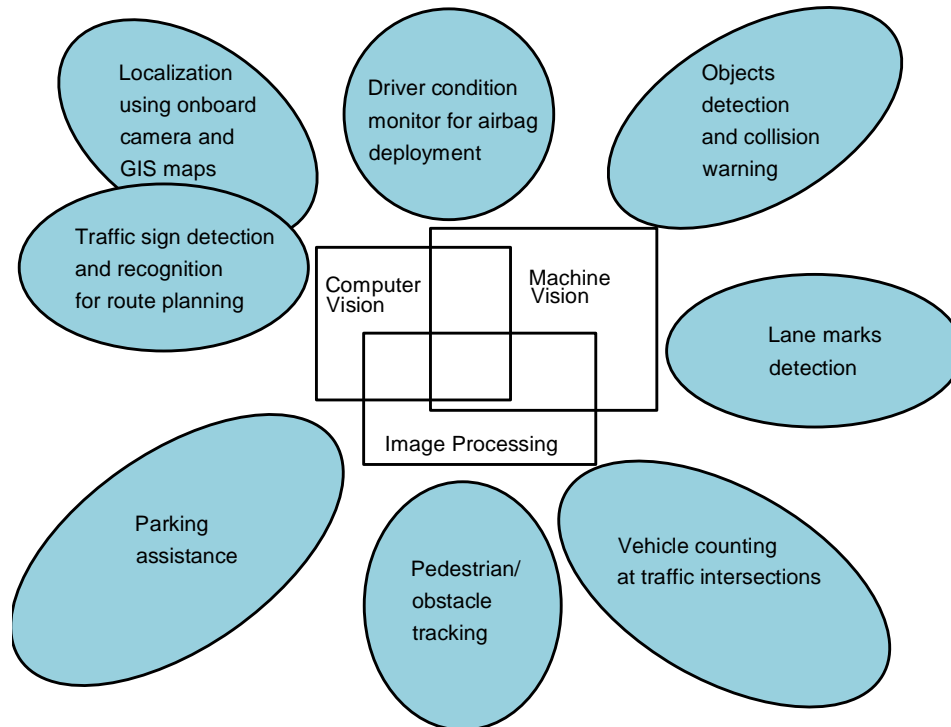 Localization
using onboard
camera and
GIS maps
Driver condition
monitor for airbag
deployment
Objects
detection
and collision
warning
Traffic sign detection
and recognition
for route planning
Computer
Vision
Machine
Vision
Image Processing
Lane marks
detection
Parking
assistance
Pedestrian/
obstacle
tracking
Vehicle counting
at traffic intersections